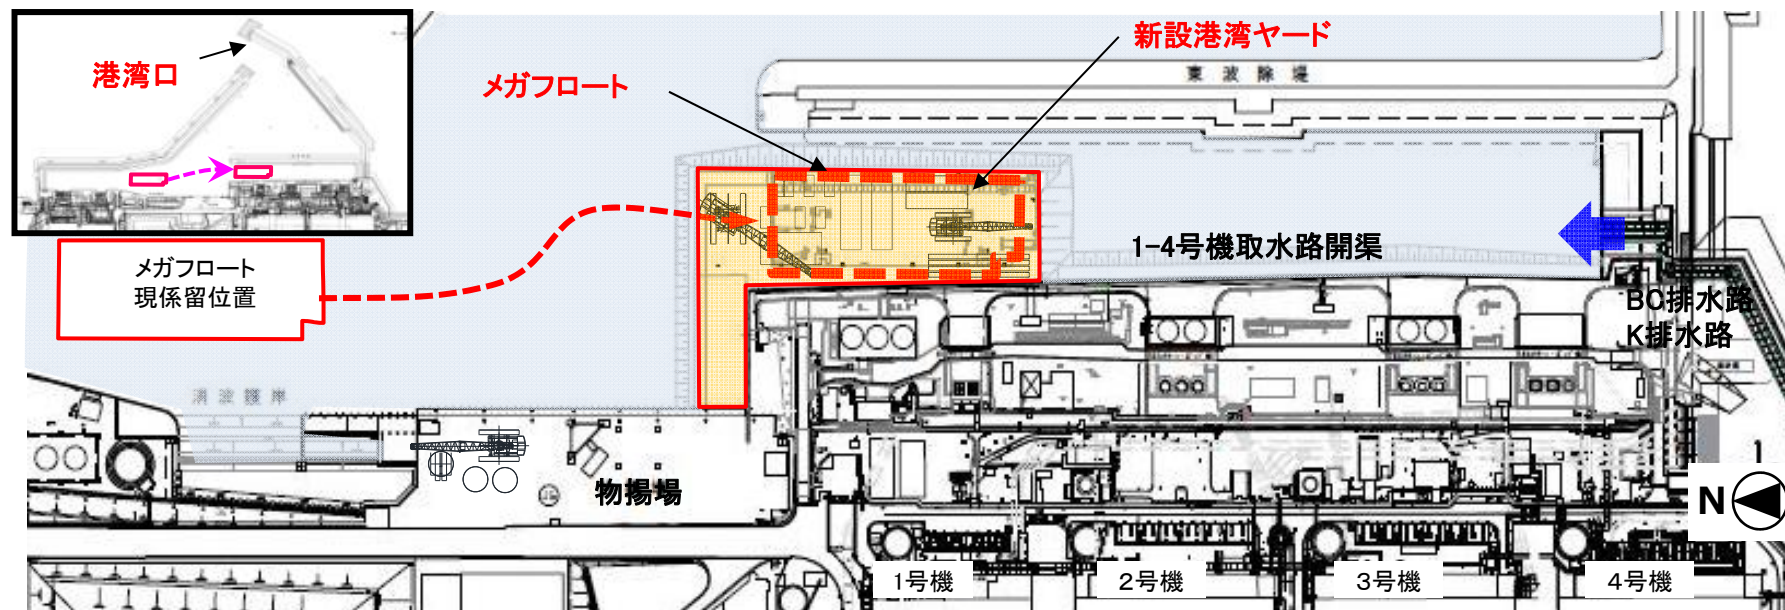 港湾口
新設港湾ヤード
メガフロート
東波除堤
メガフロート
現係留位置
1-4号機取水路開渠
BC排水路
K排水路
消波護岸
物揚場
N
1号機
2号機
3号機
4号機